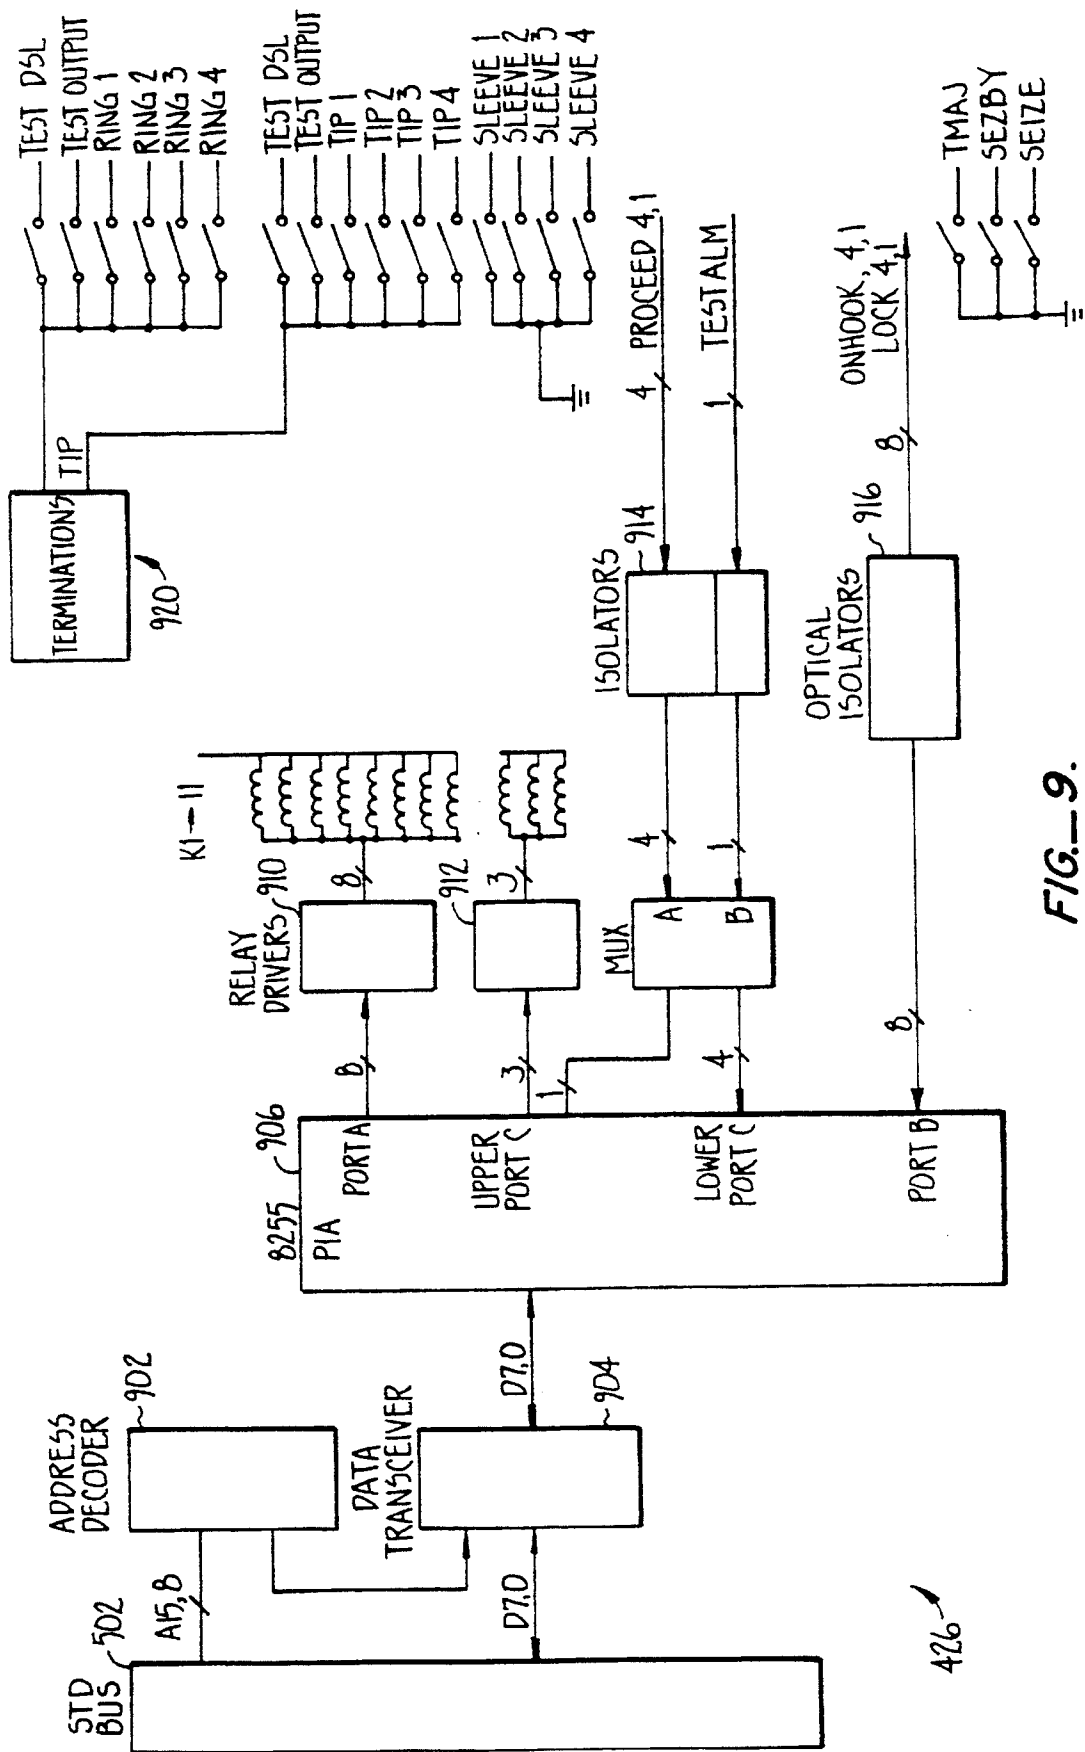 STD
BUS
502
A15,8
ADDRESS
DECODER
902
D7,0
DATA
TRANSCEIVER
904
D7,0
8255
906
PIA
PORT A
UPPER
PORT C
LOWER
PORT C
PORT B
8
3
1
4
8
RELAY
DRIVERS
910
8
K1→11
912
3
MUX
A
B
4
1
ISOLATORS
914
4
PROCEED 4,1
1
TESTALM
OPTICAL
ISOLATORS
916
8
ONHOOK, 4,1
LOCK 4,1
TERMINATIONS
920
TIP
TEST DSL
TEST OUTPUT
RING 1
RING 2
RING 3
RING 4
TEST DSL
TEST OUTPUT
TIP 1
TIP 2
TIP 3
TIP 4
SLEEVE 1
SLEEVE 2
SLEEVE 3
SLEEVE 4
TMAJ
SEZBY
SEIZE
426
FIG._9.